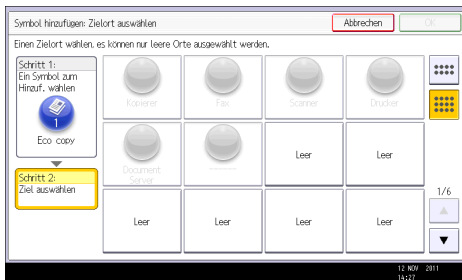 Symbol hinzufügen: Zielort auswählen
Abbrechen
OK
Einen Zielort wählen, es können nur leere Orte ausgewählt werden.
Schritt 1:
Ein Symbol zum
Hinzuf. wählen
1
Eco copy
Schritt 2:
Ziel auswählen
Kopierer
Fax
Scanner
Drucker
Document
Server
---------
Leer
Leer
Leer
Leer
Leer
Leer
1/6
12 NOV 2011
14:27